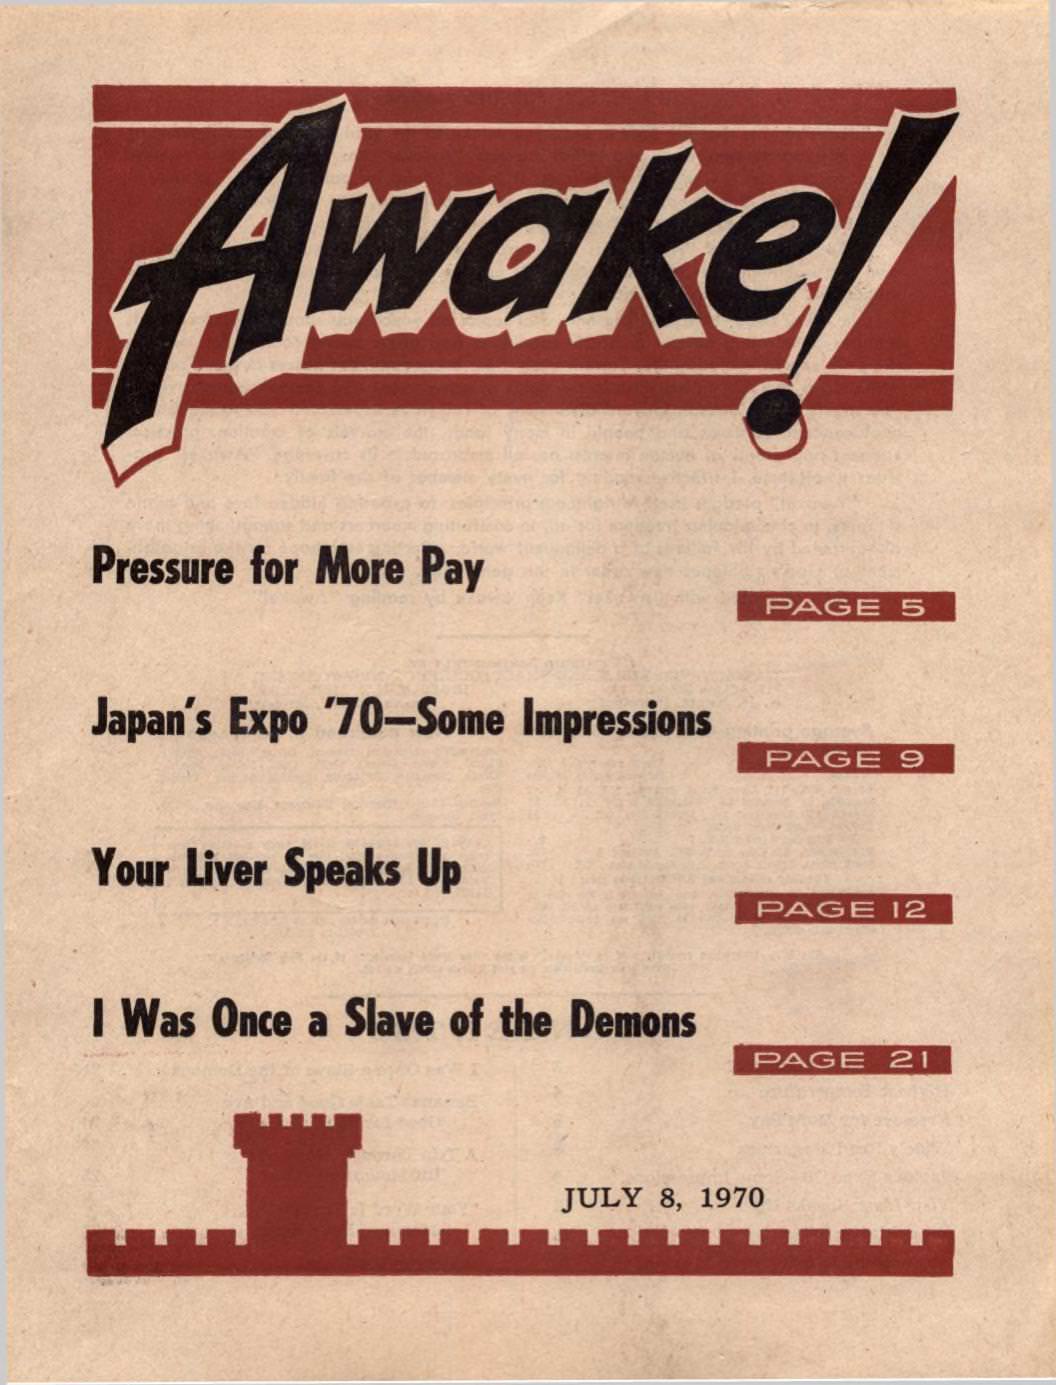 Awake!
Pressure for More Pay
PAGE 5
Japan's Expo '70—Some Impressions
PAGE 9
Your Liver Speaks Up
PAGE 12
I Was Once a Slave of the Demons
PAGE 21
JULY 8, 1970